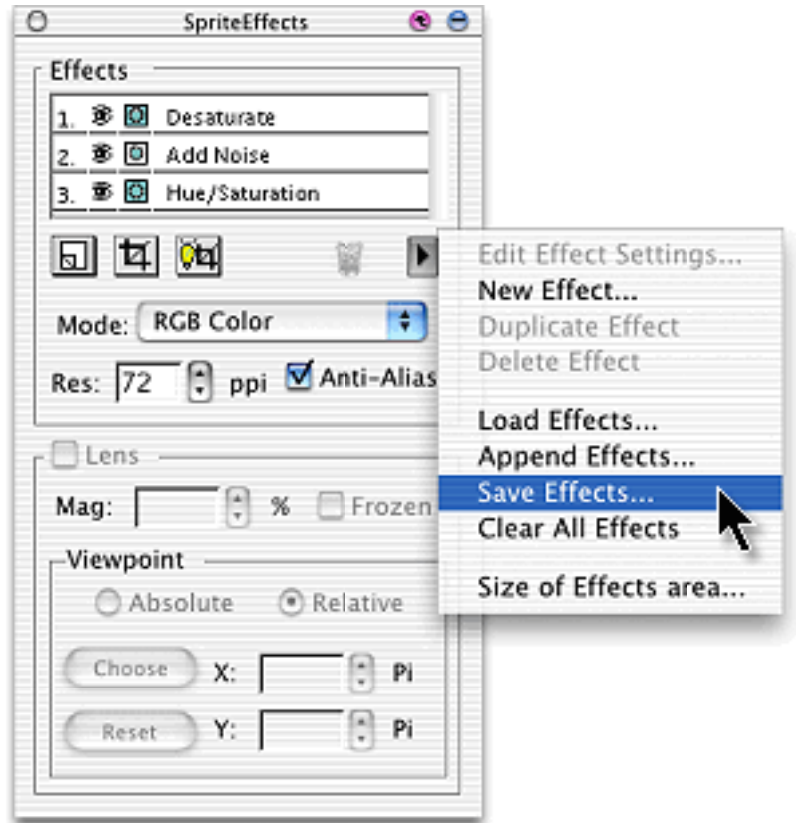 SpriteEffects
Effects
1. Desaturate
2. Add Noise
3. Hue/Saturation
Mode: RGB Color
Res: 72 ppi Anti-Alias
Lens
Mag: % Frozen
Viewpoint
Absolute Relative
Choose X: Pi
Reset Y: Pi
Edit Effect Settings...
New Effect...
Duplicate Effect
Delete Effect
Load Effects...
Append Effects...
Save Effects...
Clear All Effects
Size of Effects area...